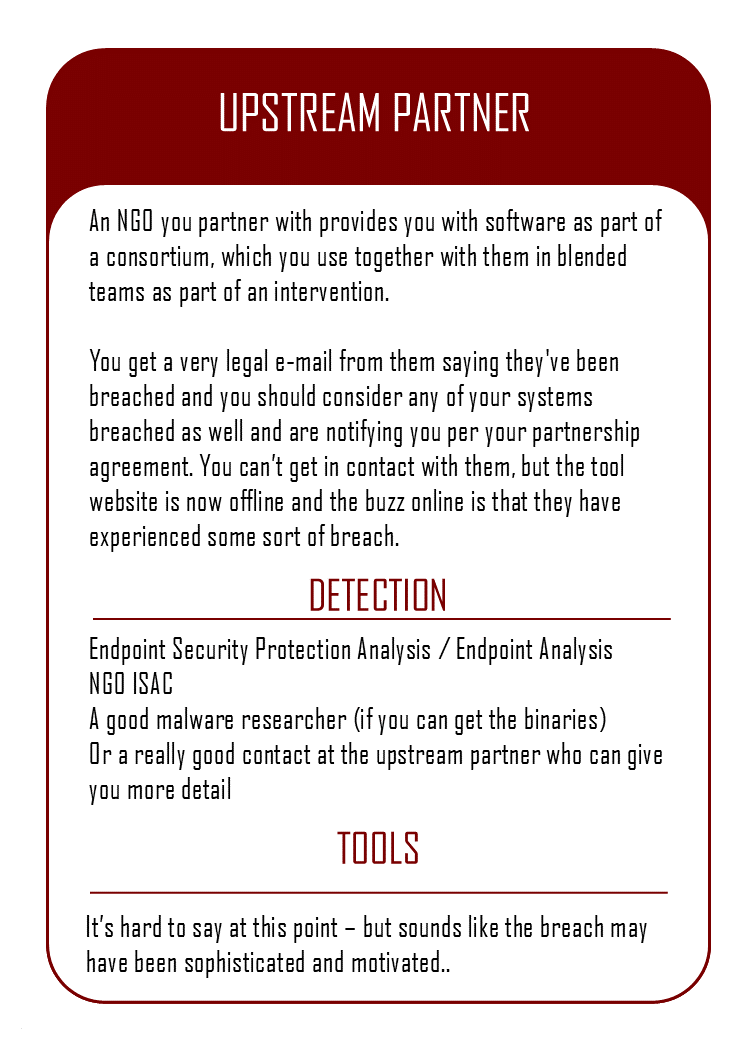 UPSTREAM PARTNER
An NGO you partner with provides you with software as part of
a consortium, which you use together with them in blended
teams as part of an intervention.
You get a very legal e-mail from them saying they've been
breached and you should consider any of your systems
breached as well and are notifying you per your partnership
agreement. You can’t get in contact with them, but the tool
website is now offline and the buzz online is that they have
experienced some sort of breach.
DETECTION
Endpoint Security Protection Analysis / Endpoint Analysis
NGO ISAC
A good malware researcher (if you can get the binaries)
Or a really good contact at the upstream partner who can give
you more detail
TOOLS
It’s hard to say at this point – but sounds like the breach may
have been sophisticated and motivated..